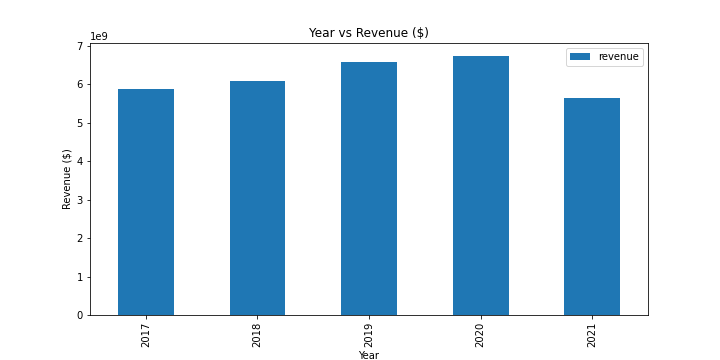 Year vs Revenue ($)
1e9
revenue
7
6
5
4
3
2
1
0
Revenue ($)
2017
2018
2019
2020
2021
Year